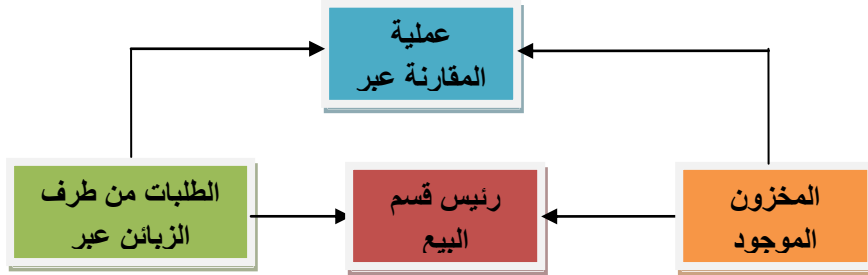 عملية
المقارنة عبر
المخزون
الموجود
رئيس قسم
البيع
الطلبات من طرف
الزبائن عبر